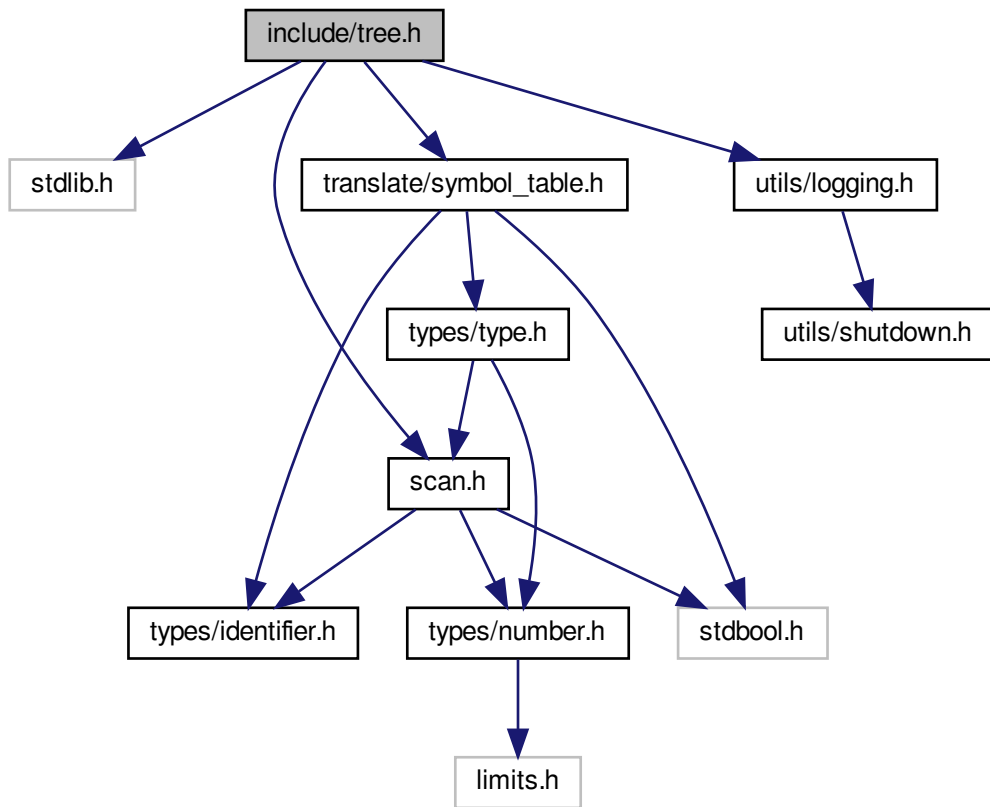 include/tree.h
stdlib.h
translate/symbol_table.h
utils/logging.h
types/type.h
utils/shutdown.h
scan.h
types/identifier.h
types/number.h
stdbool.h
limits.h